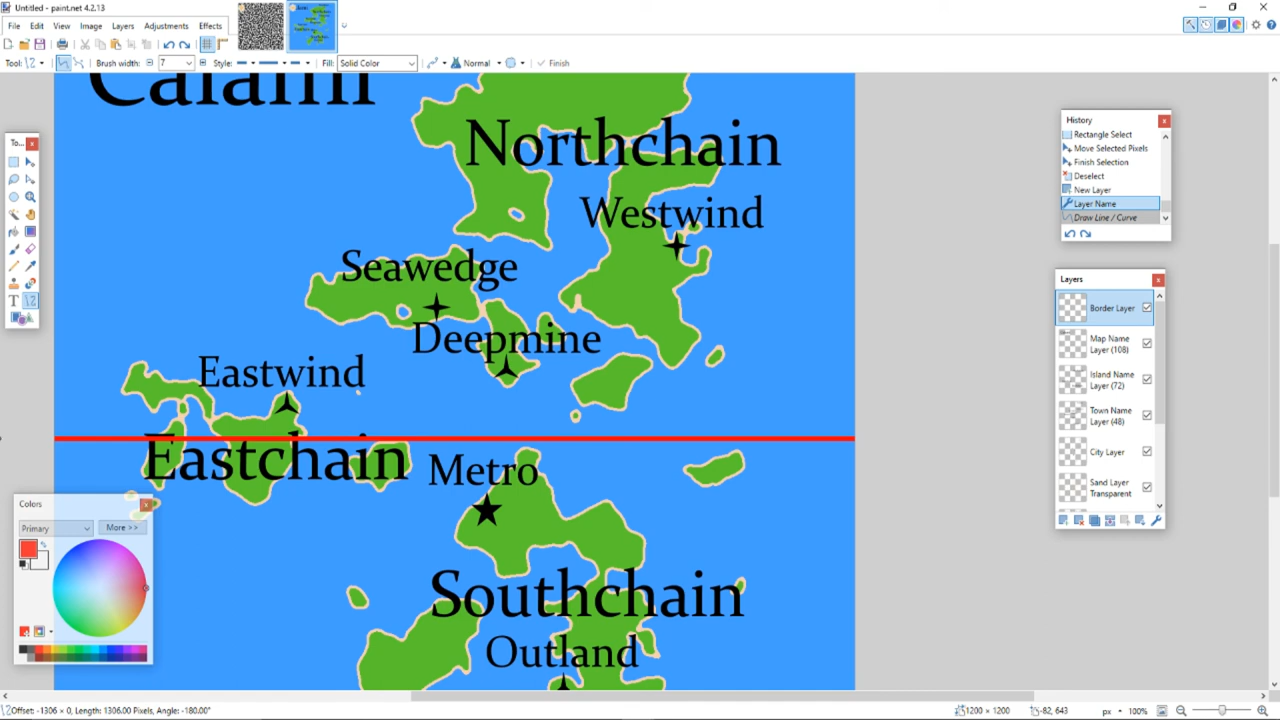 Untitled - paint.net 4.2.13
File Edit View Image Layers Adjustments Effects
Tool: Brush width: 7 Style: Fill: Solid Color Normal Finish
Calami
Northchain
Westwind
Seawedge
Deepmine
Eastwind
Eastchain
Metro
Southchain
Outland
To...
History
Rectangle Select
Move Selected Pixels
Finish Selection
Deselect
New Layer
Layer Name
Draw Line / Curve
Layers
Border Layer
Map Name
Layer (108)
Island Name
Layer (72)
Town Name
Layer (48)
City Layer
Sand Layer
Transparent
Colors
Primary More >>
Offset: -1306 × 0, Length: 1306.00 Pixels, Angle: -180.00° 1200 × 1200 -82, 643 px 100%